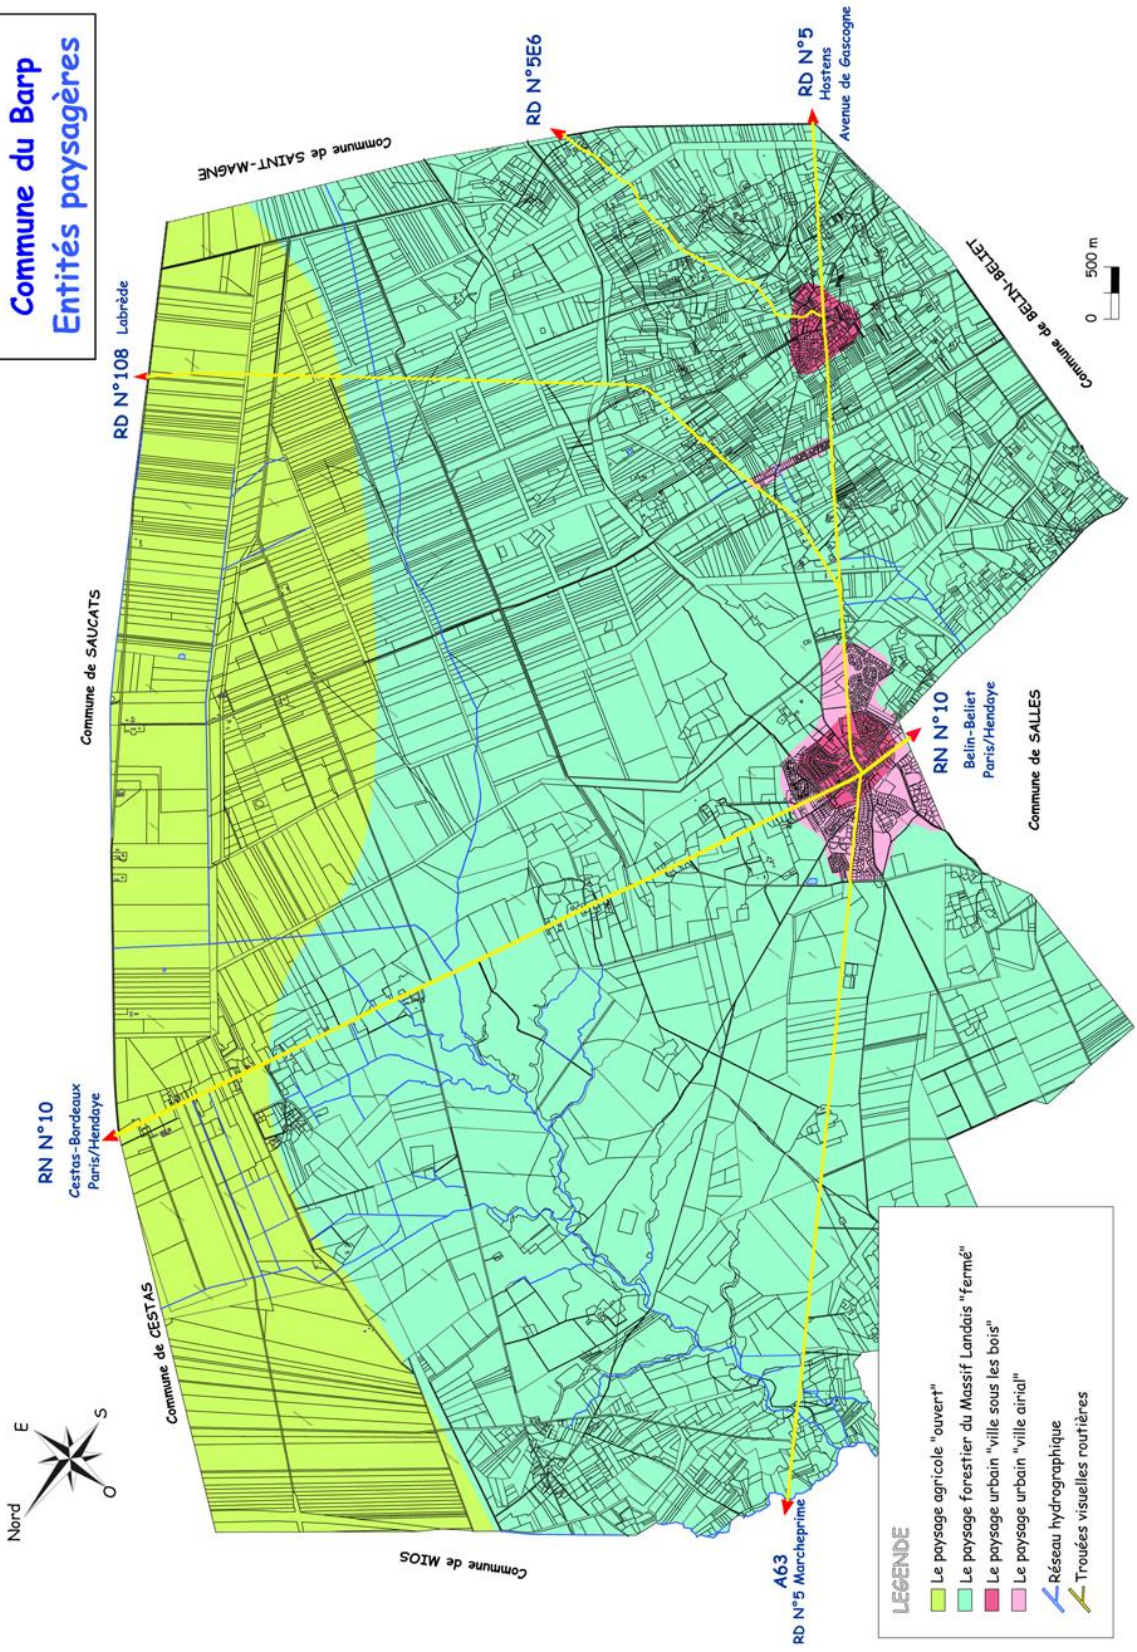 Commune du Barp
Entités paysagères
Nord
E
S
O
RN N°10
Cestas-Bordeaux
Paris/Hendaye
RD N°108 Labrède
RD N°5E6
RD N°5
Hostens
Avenue de Gascogne
Commune de CESTAS
Commune de SAUCATS
Commune de SAINT-MAGNE
Commune de BELIN-BELIET
Commune de SALLES
Commune de MIOS
RN N°10
Belin-Beliet
Paris/Hendaye
A63
RD N°5 Marcheprime
0 500 m
LEGENDE
Le paysage agricole "ouvert"
Le paysage forestier du Massif Landais "fermé"
Le paysage urbain "ville sous les bois"
Le paysage urbain "ville airial"
Réseau hydrographique
Trouées visuelles routières